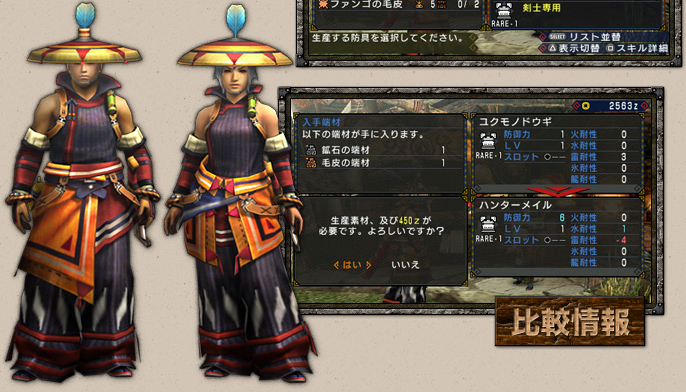 ファンゴの毛皮 5 0/ 2
剣士専用
RARE-1
生産する防具を選択してください。
SELECT リスト並替
△表示切替 □スキル詳細
2563z
入手端材
以下の端材が手に入ります。
鉱石の端材 1
毛皮の端材 1
生産素材、及び450zが
必要です。よろしいですか？
はい いいえ
ユクモノドウギ
防御力 1 火耐性 0
LV 1 水耐性 0
RARE-1 スロット ○-- 雷耐性 3
氷耐性 0
龍耐性 0
ハンターメイル
防御力 6 火耐性 0
LV 1 水耐性 1
RARE-1 スロット ○-- 雷耐性 -4
氷耐性 0
龍耐性 0
比較情報